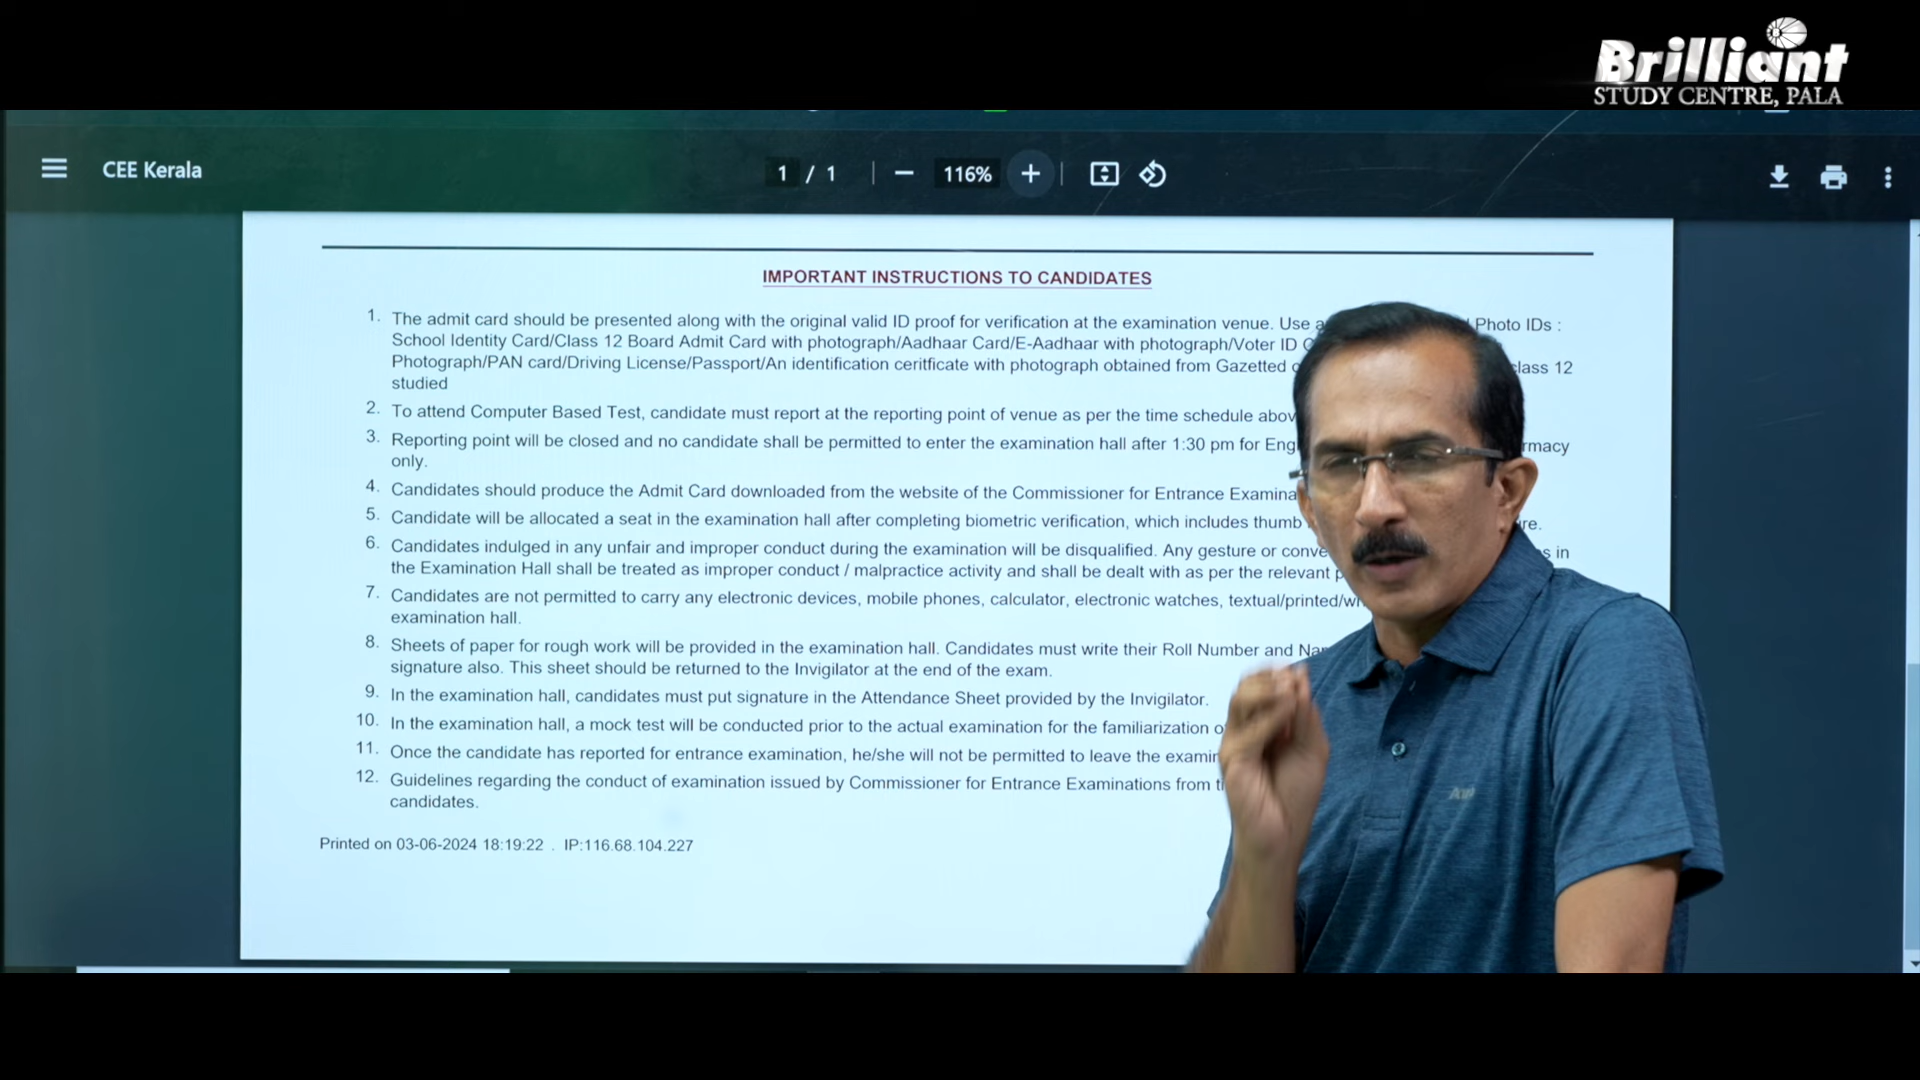 Brilliant
STUDY CENTRE, PALA
CEE Kerala
1 / 1
116%
IMPORTANT INSTRUCTIONS TO CANDIDATES
1. The admit card should be presented along with the original valid ID proof for verification at the examination venue. Use Photo IDs :
School Identity Card/Class 12 Board Admit Card with photograph/Aadhaar Card/E-Aadhaar with photograph/Voter ID
Photograph/PAN card/Driving License/Passport/An identification ceritficate with photograph obtained from Gazetted class 12
studied
2. To attend Computer Based Test, candidate must report at the reporting point of venue as per the time schedule
3. Reporting point will be closed and no candidate shall be permitted to enter the examination hall after 1:30 pm for
only.
4. Candidates should produce the Admit Card downloaded from the website of the Commissioner for Entrance
5. Candidate will be allocated a seat in the examination hall after completing biometric verification, which includes thumb
6. Candidates indulged in any unfair and improper conduct during the examination will be disqualified. Any gesture or in
the Examination Hall shall be treated as improper conduct / malpractice activity and shall be dealt with as per the relevant
7. Candidates are not permitted to carry any electronic devices, mobile phones, calculator, electronic watches,
examination hall.
8. Sheets of paper for rough work will be provided in the examination hall. Candidates must write their Roll Number and
signature also. This sheet should be returned to the Invigilator at the end of the exam.
9. In the examination hall, candidates must put signature in the Attendance Sheet provided by the Invigilator.
10. In the examination hall, a mock test will be conducted prior to the actual examination for the familiarization
11. Once the candidate has reported for entrance examination, he/she will not be permitted to leave the
12. Guidelines regarding the conduct of examination issued by Commissioner for Entrance Examinations from
candidates.
Printed on 03-06-2024 18:19:22 . IP:116.68.104.227